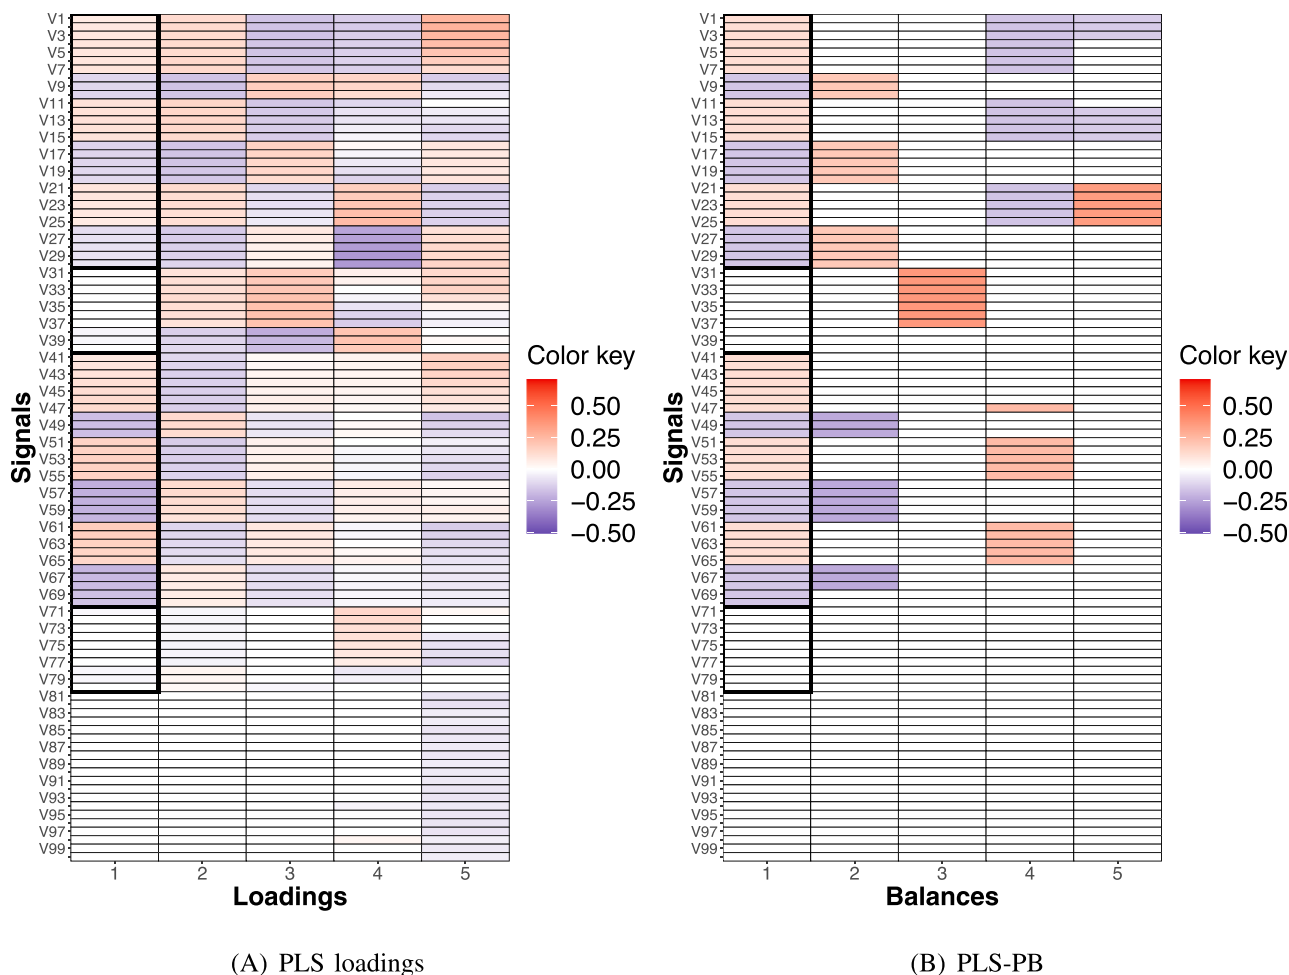 V1
V3
V5
V7
V9
V11
V13
V15
V17
V19
V21
V23
V25
V27
V29
V31
V33
V35
V37
V39
V41
V43
V45
V47
V49
V51
V53
V55
V57
V59
V61
V63
V65
V67
V69
V71
V73
V75
V77
V79
V81
V83
V85
V87
V89
V91
V93
V95
V97
V99
Signals
1 2 3 4 5
Loadings
Color key
0.50
0.25
0.00
−0.25
−0.50
(A) PLS loadings
V1
V3
V5
V7
V9
V11
V13
V15
V17
V19
V21
V23
V25
V27
V29
V31
V33
V35
V37
V39
V41
V43
V45
V47
V49
V51
V53
V55
V57
V59
V61
V63
V65
V67
V69
V71
V73
V75
V77
V79
V81
V83
V85
V87
V89
V91
V93
V95
V97
V99
Signals
1 2 3 4 5
Balances
Color key
0.50
0.25
0.00
−0.25
−0.50
(B) PLS-PB